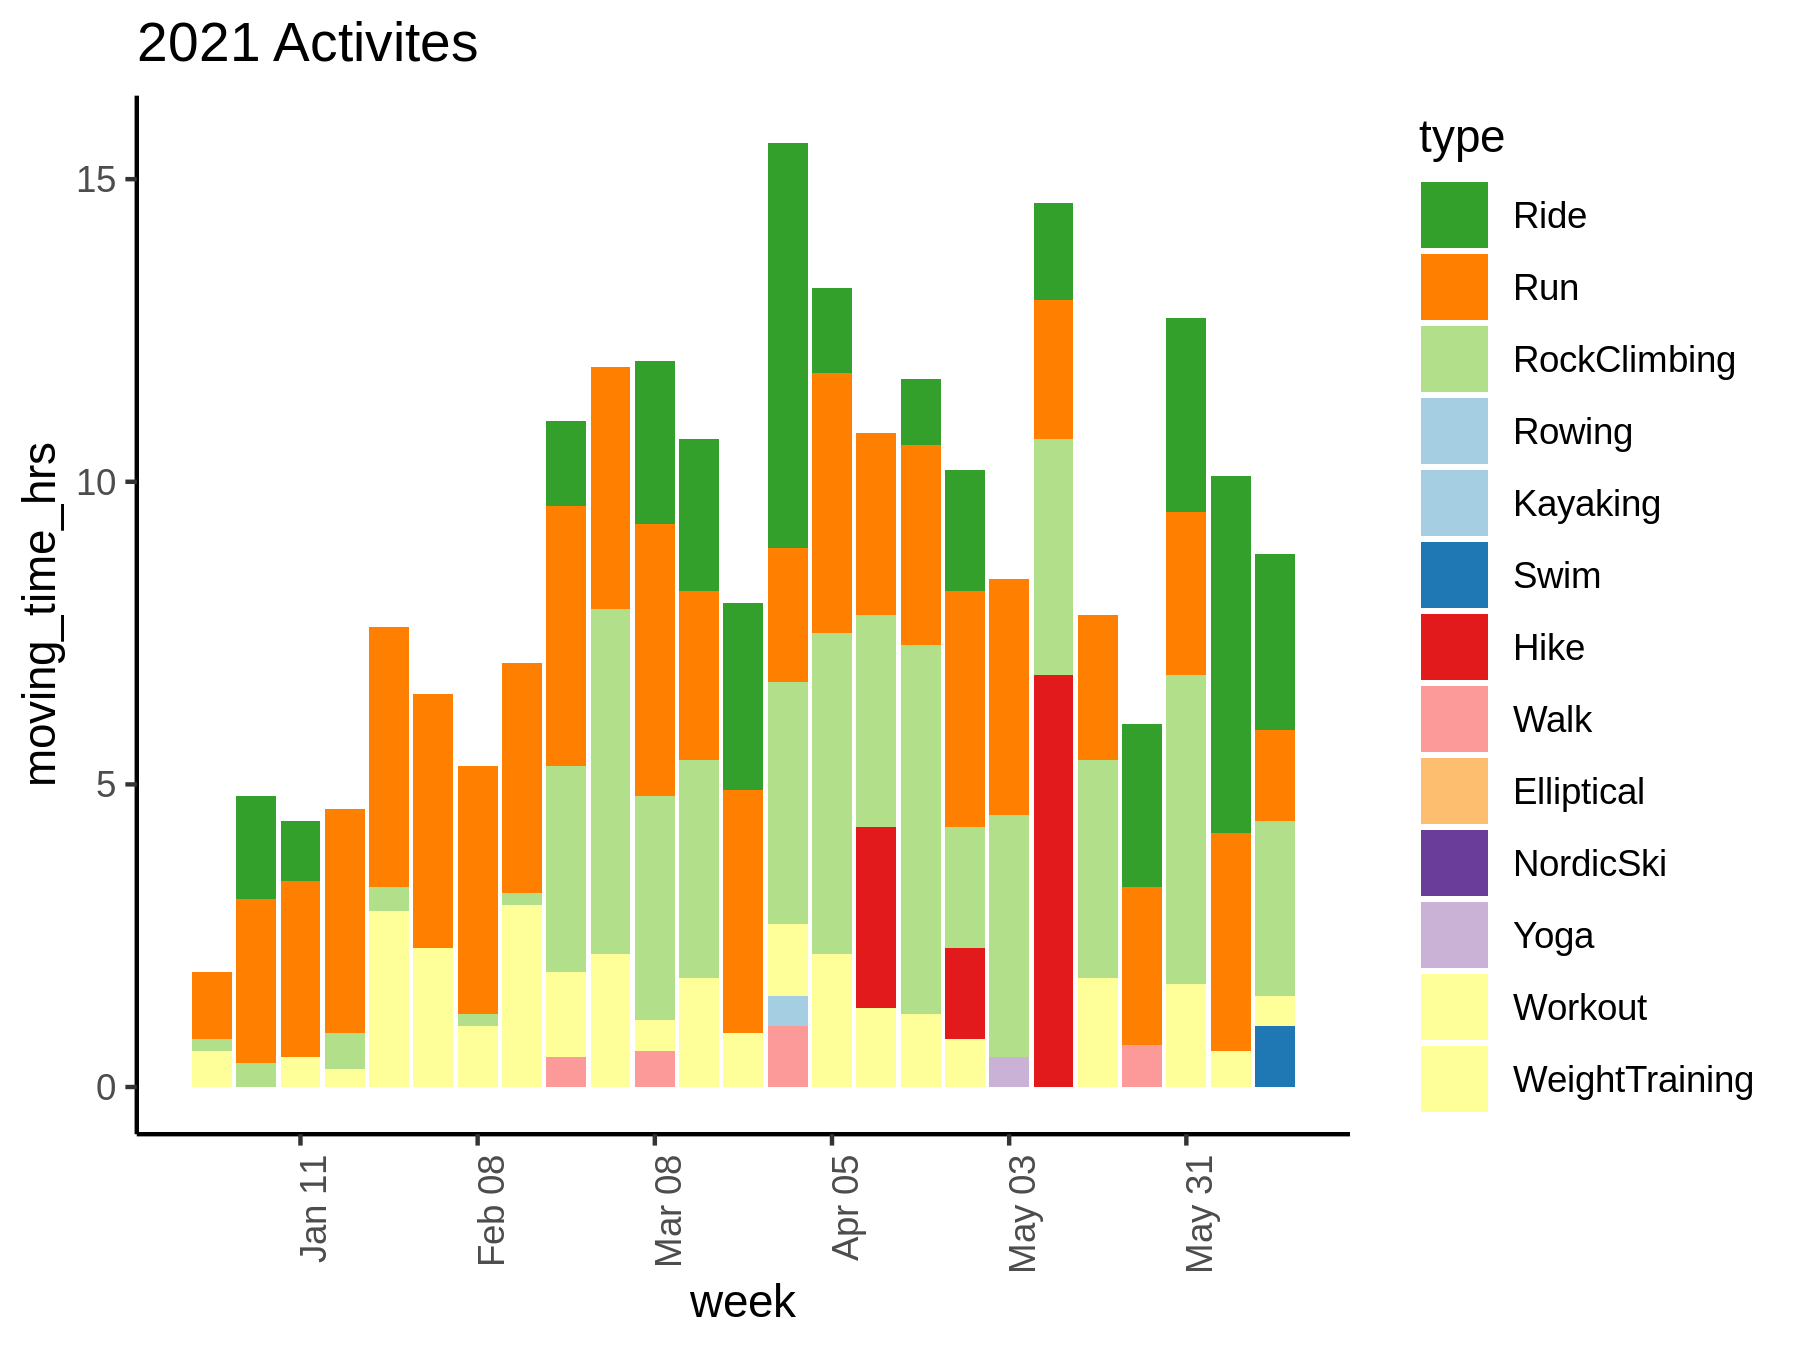 2021 Activites
moving_time_hrs
15
10
5
0
Jan 11
Feb 08
Mar 08
Apr 05
May 03
May 31
week
type
Ride
Run
RockClimbing
Rowing
Kayaking
Swim
Hike
Walk
Elliptical
NordicSki
Yoga
Workout
WeightTraining